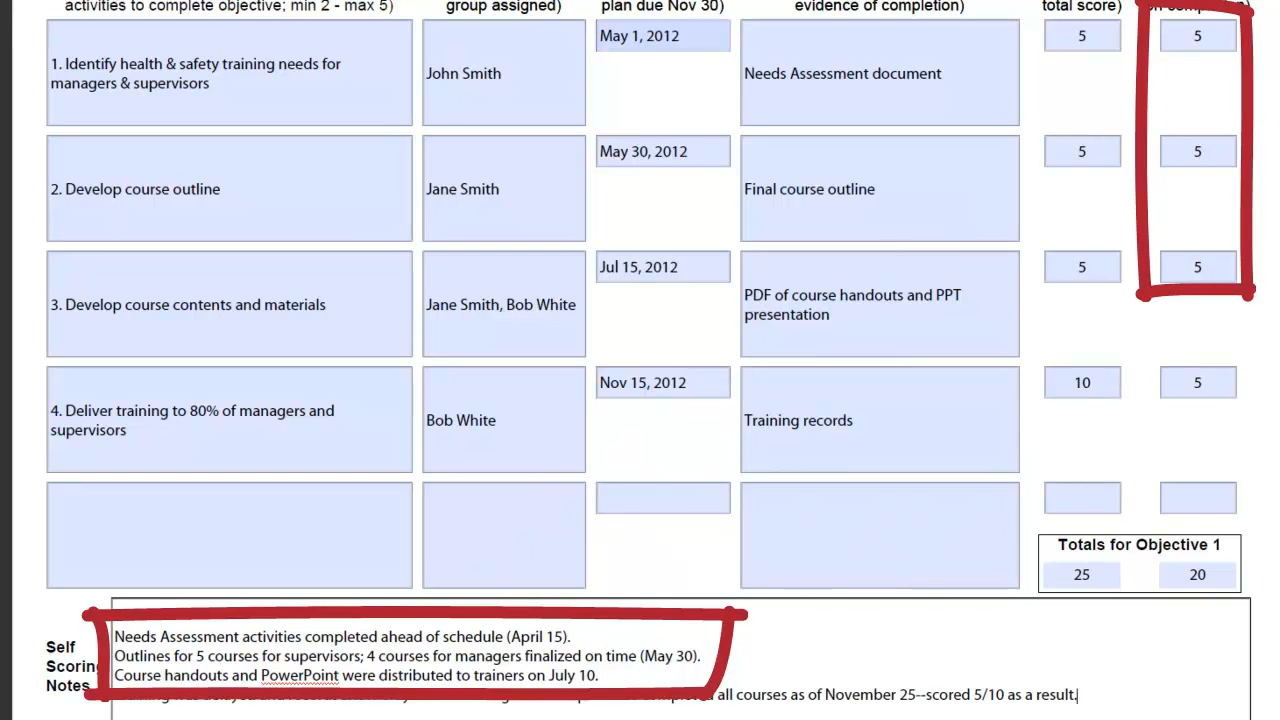 activities to complete objective; min 2 - max 5) group assigned) plan due Nov 30) evidence of completion) total score)
May 1, 2012 5 5
1. Identify health & safety training needs for
managers & supervisors
John Smith
Needs Assessment document
May 30, 2012 5 5
2. Develop course outline
Jane Smith
Final course outline
Jul 15, 2012 5 5
3. Develop course contents and materials
Jane Smith, Bob White
PDF of course handouts and PPT
presentation
Nov 15, 2012 10 5
4. Deliver training to 80% of managers and
supervisors
Bob White
Training records
Totals for Objective 1
25 20
Self
Scoring
Notes
Needs Assessment activities completed ahead of schedule (April 15).
Outlines for 5 courses for supervisors; 4 courses for managers finalized on time (May 30).
Course handouts and PowerPoint were distributed to trainers on July 10.
all courses as of November 25--scored 5/10 as a result.